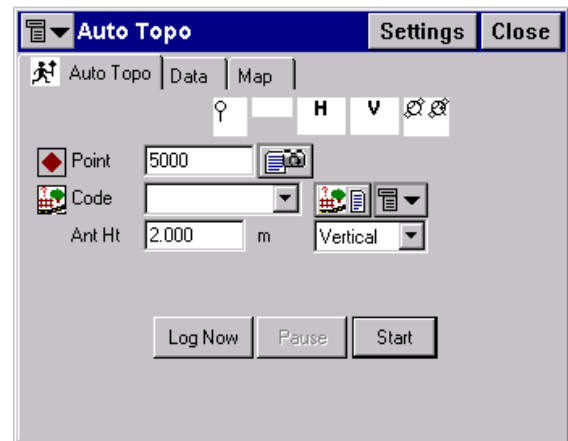 Auto Topo Settings Close
Auto Topo Data Map
H V
Point 5000
Code
Ant Ht 2.000 m Vertical
Log Now Pause Start